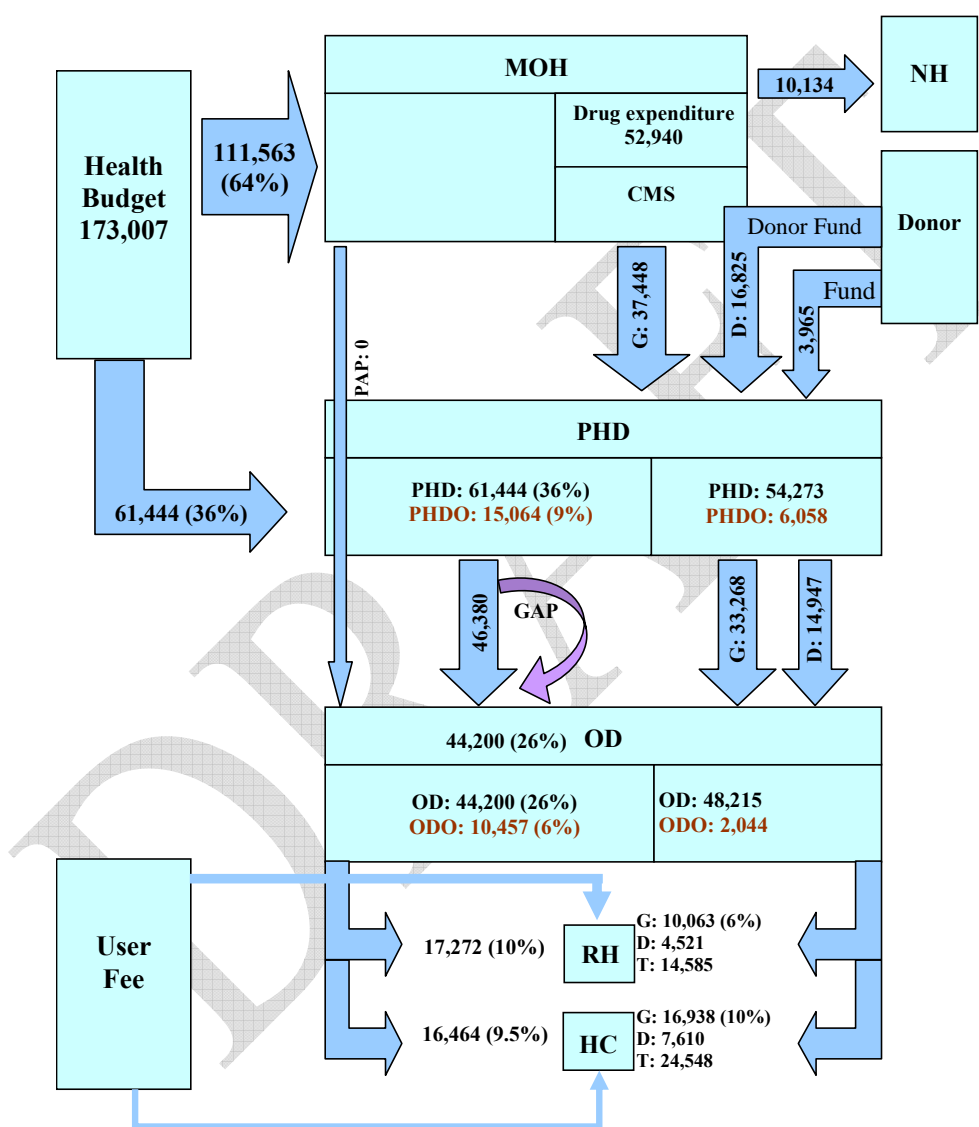 MOH
NH
10,134
Drug expenditure
52,940
Health
Budget
173,007
111,563
(64%)
CMS
Donor Fund
Donor
Fund
G: 37,448
D: 16,825
3,965
PAP: 0
PHD
61,444 (36%)
PHD: 61,444 (36%)
PHDO: 15,064 (9%)
PHD: 54,273
PHDO: 6,058
46,380
GAP
G: 33,268
D: 14,947
44,200 (26%) OD
OD: 44,200 (26%)
ODO: 10,457 (6%)
OD: 48,215
ODO: 2,044
User
Fee
17,272 (10%)
RH
G: 10,063 (6%)
D: 4,521
T: 14,585
16,464 (9.5%)
HC
G: 16,938 (10%)
D: 7,610
T: 24,548
DRAFT